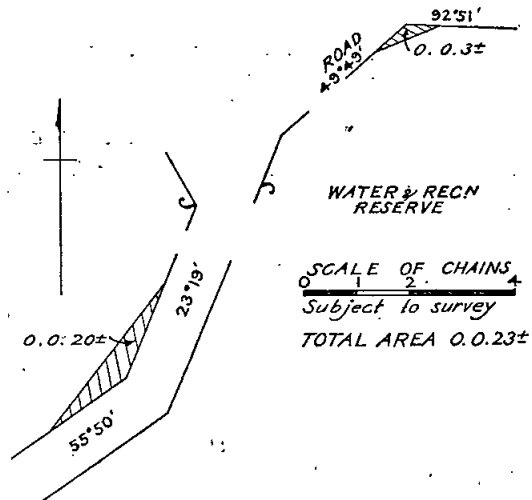 92°51'
ROAD
49°49'
0.0.3±
WATER & RECN
RESERVE
SCALE OF CHAINS
0 1 2 4
Subject to survey
TOTAL AREA 0.0.23±
23°19'
0.0.20±
55°50'